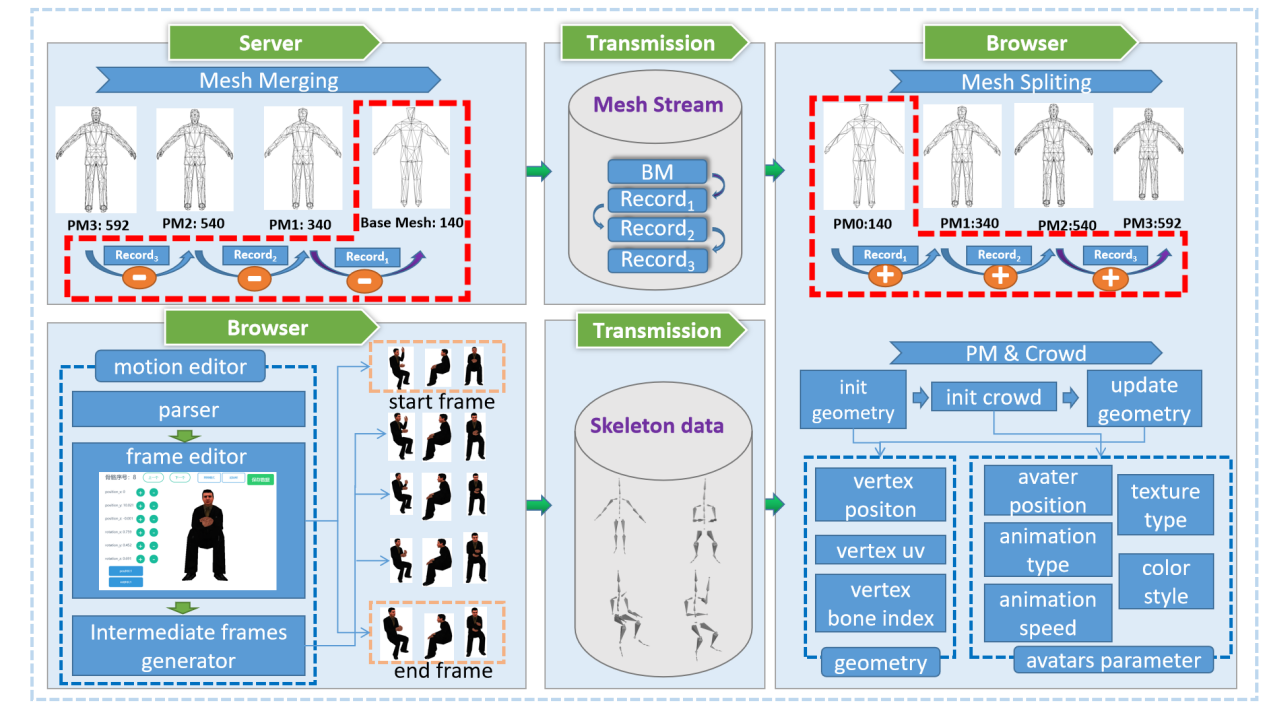 Server
Mesh Merging
PM3: 592
PM2: 540
PM1: 340
Base Mesh: 140
Record3
Record2
Record1
Transmission
Mesh Stream
BM
Record1
Record2
Record3
Browser
Mesh Spliting
PM0:140
PM1:340
PM2:540
PM3:592
Record1
Record2
Record3
Browser
motion editor
parser
frame editor
Intermediate frames
generator
start frame
end frame
Transmission
Skeleton data
PM & Crowd
init
geometry
init crowd
update
geometry
vertex
positon
vertex uv
vertex
bone index
geometry
avater
position
animation
type
animation
speed
texture
type
color
style
avatars parameter